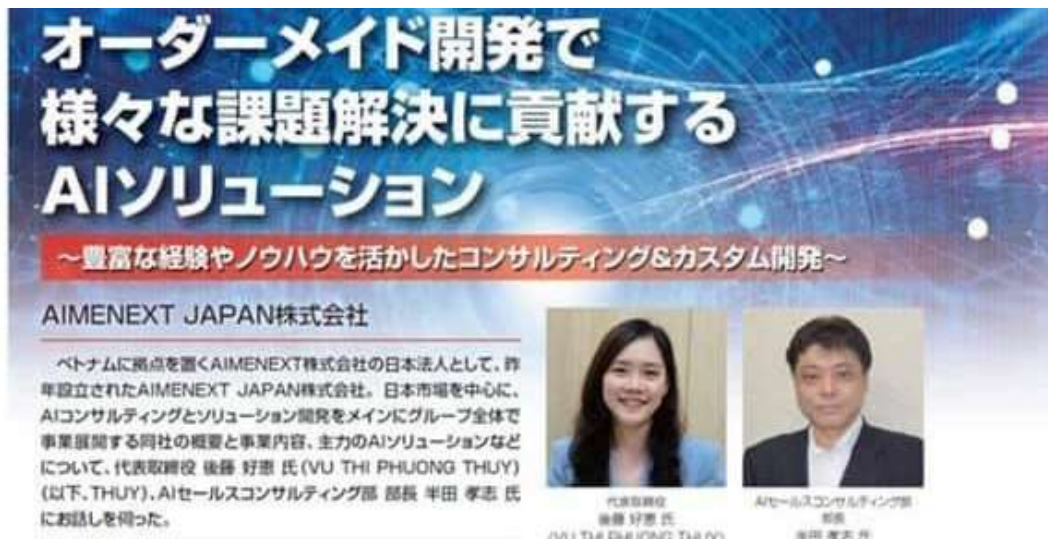 オーダーメイド開発で
様々な課題解決に貢献する
AIソリューション
~豊富な経験やノウハウを活かしたコンサルティング&カスタム開発~
AIMENEXT JAPAN株式会社
ベトナムに拠点を置くAIMENEXT株式会社の日本法人として、昨
年設立されたAIMENEXT JAPAN株式会社。日本市場を中心に、
AIコンサルティングとソリューション開発をメインにグループ全体で
事業展開する同社の概要と事業内容、主力のAIソリューションなど
について、代表取締役 後藤 好恵 氏(VU THI PHUONG THUY)
(以下、THUY)、AIセールスコンサルティング部 部長 半田 孝志 氏
にお話しを伺った。
代表取締役
後藤 好恵 氏
(VU THI PHUONG THUY)
AIセールスコンサルティング部
部長
半田 孝志 氏